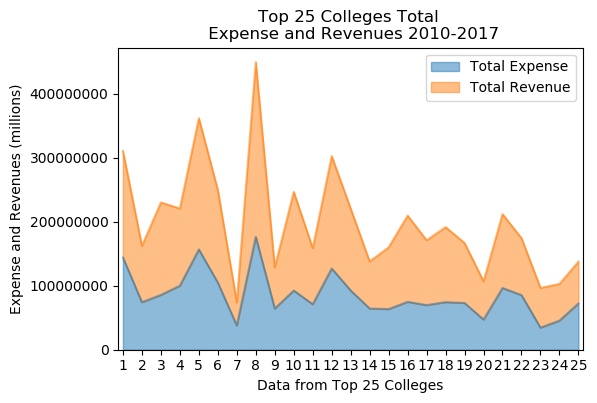 Top 25 Colleges Total
Expense and Revenues 2010-2017
Total Expense
Total Revenue
Expense and Revenues (millions)
400000000
300000000
200000000
100000000
0
1 2 3 4 5 6 7 8 9 10 11 12 13 14 15 16 17 18 19 20 21 22 23 24 25
Data from Top 25 Colleges